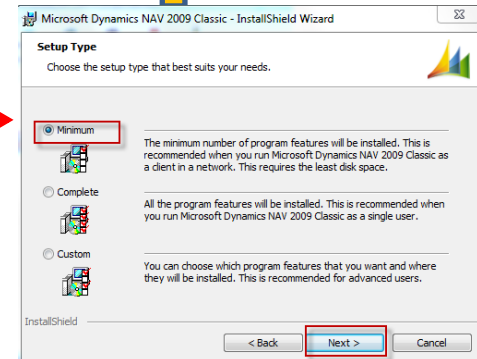 Microsoft Dynamics NAV 2009 Classic - InstallShield Wizard
Setup Type
Choose the setup type that best suits your needs.
Minimum
The minimum number of program features will be installed. This is
recommended when you run Microsoft Dynamics NAV 2009 Classic as
a client in a network. This requires the least disk space.
Complete
All the program features will be installed. This is recommended when
you run Microsoft Dynamics NAV 2009 Classic as a single user.
Custom
You can choose which program features that you want and where
they will be installed. This is recommended for advanced users.
InstallShield
< Back Next > Cancel